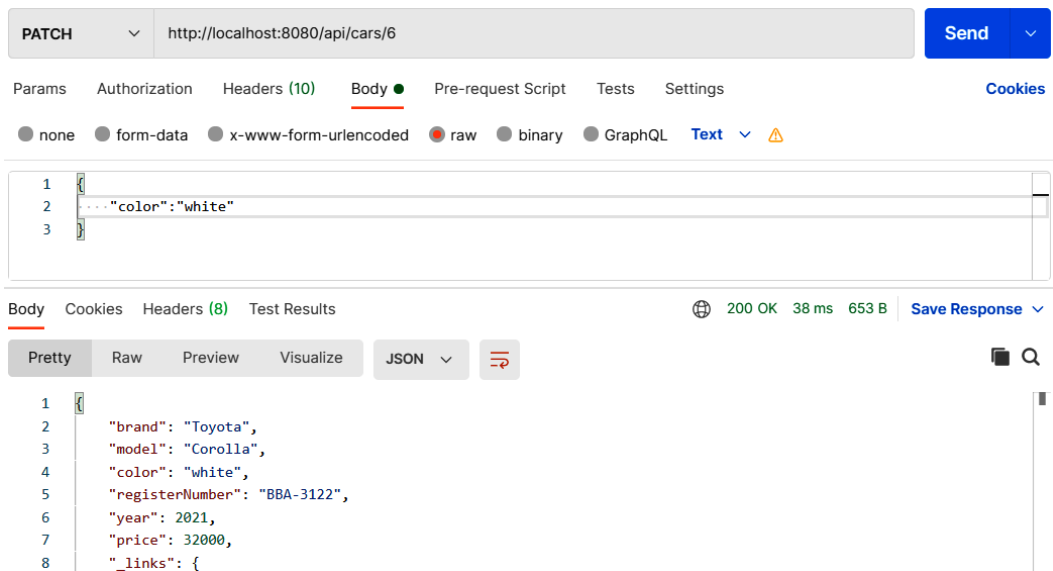 PATCH http://localhost:8080/api/cars/6 Send
Params Authorization Headers (10) Body Pre-request Script Tests Settings Cookies
none form-data x-www-form-urlencoded raw binary GraphQL Text
1 {
2 ····"color":"white"
3 }
Body Cookies Headers (8) Test Results 200 OK 38 ms 653 B Save Response
Pretty Raw Preview Visualize JSON
1 {
2 "brand": "Toyota",
3 "model": "Corolla",
4 "color": "white",
5 "registerNumber": "BBA-3122",
6 "year": 2021,
7 "price": 32000,
8 "_links": {